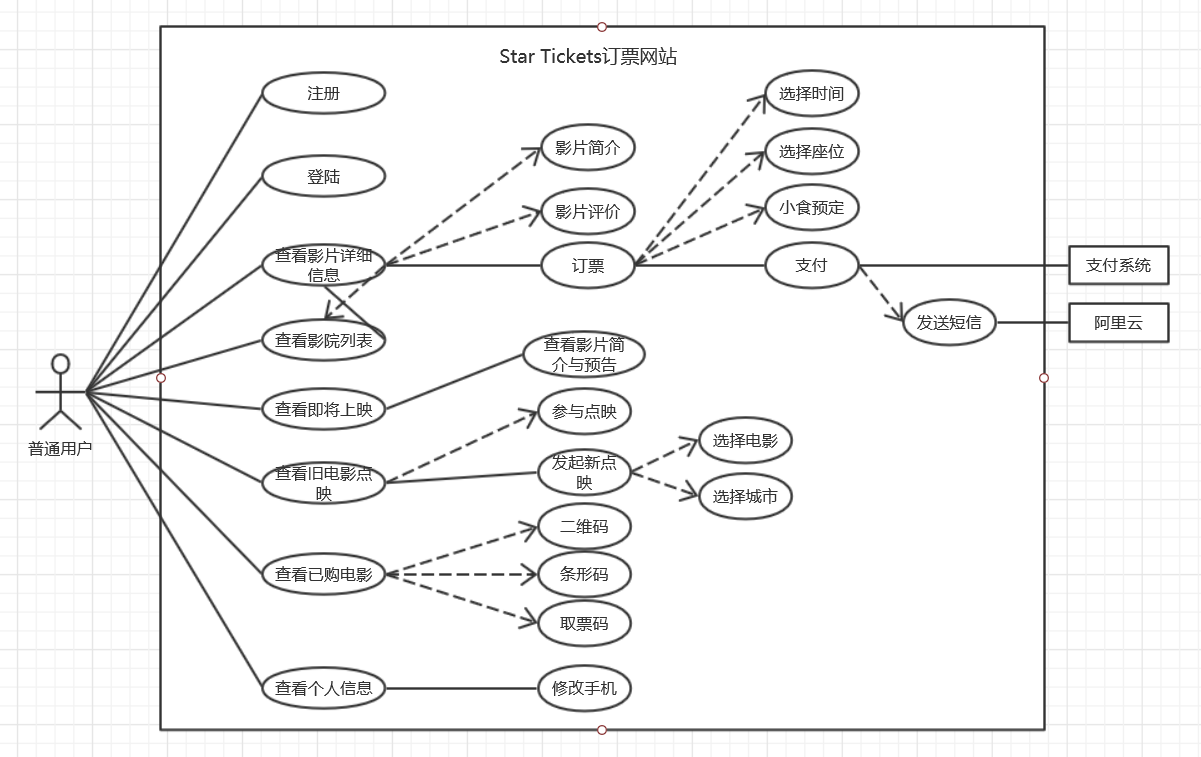 Star Tickets订票网站
注册
选择时间
影片简介
选择座位
登陆
影片评价
小食预定
查看影片详细
信息
订票
支付
支付系统
发送短信
阿里云
查看影院列表
查看影片简
介与预告
普通用户
查看即将上映
参与点映
选择电影
查看旧电影点
映
发起新点
映
选择城市
二维码
查看已购电影
条形码
取票码
查看个人信息
修改手机